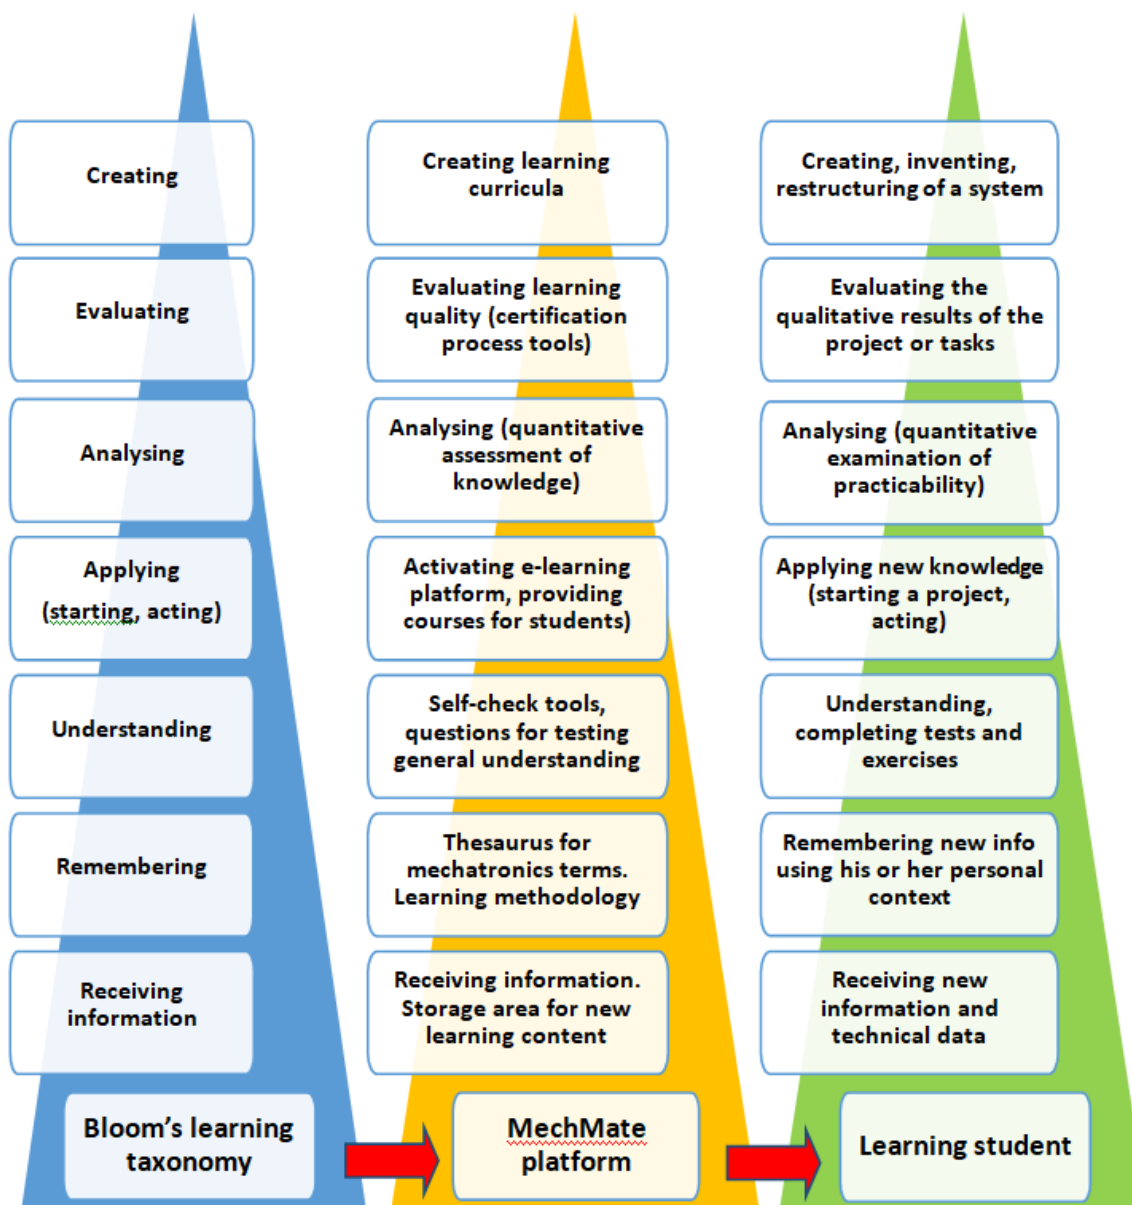 Creating
Evaluating
Analysing
Applying
(starting, acting)
Understanding
Remembering
Receiving
information
Bloom’s learning
taxonomy
Creating learning
curricula
Evaluating learning
quality (certification
process tools)
Analysing (quantitative
assessment of
knowledge)
Activating e-learning
platform, providing
courses for students)
Self-check tools,
questions for testing
general understanding
Thesaurus for
mechatronics terms.
Learning methodology
Receiving information.
Storage area for new
learning content
MechMate
platform
Creating, inventing,
restructuring of a system
Evaluating the
qualitative results of the
project or tasks
Analysing (quantitative
examination of
practicability)
Applying new knowledge
(starting a project,
acting)
Understanding,
completing tests and
exercises
Remembering new info
using his or her personal
context
Receiving new
information and
technical data
Learning student